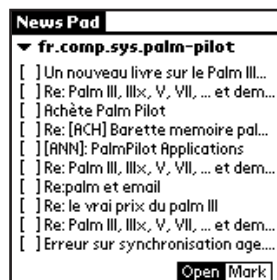 News Pad
▼ fr.comp.sys.palm-pilot
[ ] Un nouveau livre sur le Palm III...
[ ] Re: Palm III, IIIx, V, VII, ... et dem...
[ ] Achète Palm Pilot
[ ] Re: [ACH] Barette memoire pal...
[ ] [ANN]: PalmPilot Applications
[ ] Re: Palm III, IIIx, V, VII, ... et dem...
[ ] Re:palm et email
[ ] Re: le vrai prix du palm III
[ ] Re: Palm III, IIIx, V, VII, ... et dem...
[ ] Erreur sur synchronisation age....
Open Mark